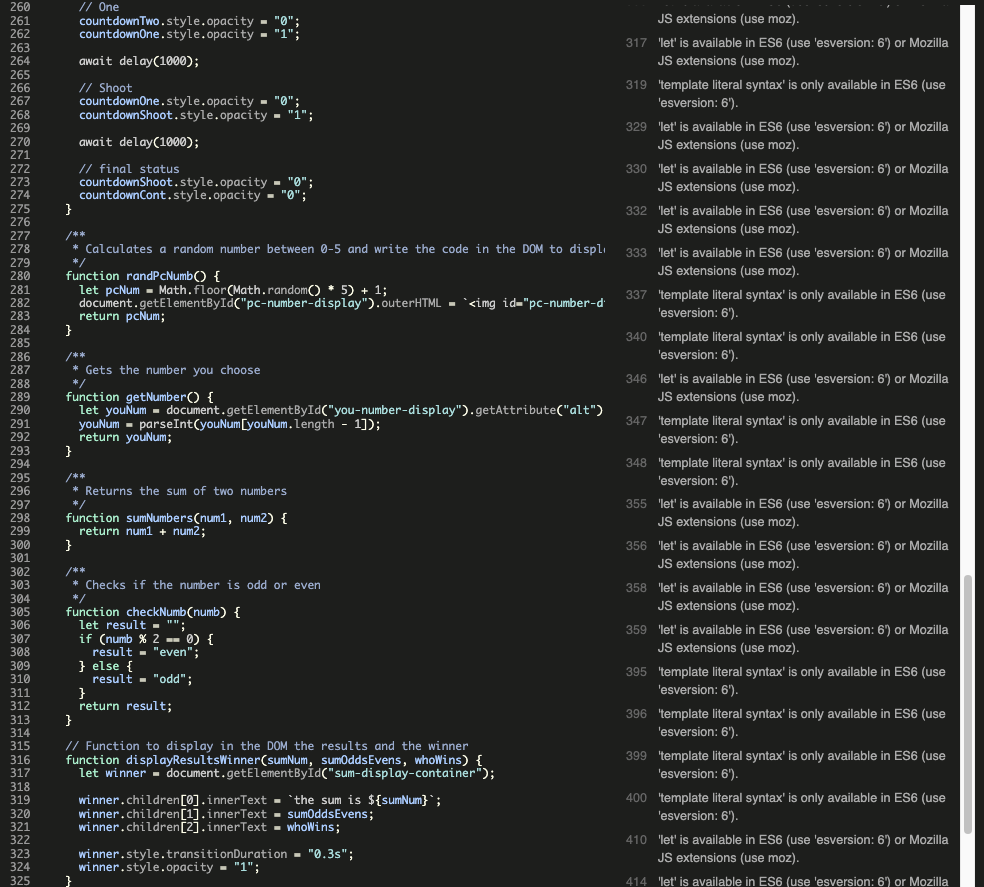 260 // One
261 countdownTwo.style.opacity = "0";
262 countdownOne.style.opacity = "1";
263
264 await delay(1000);
265
266 // Shoot
267 countdownOne.style.opacity = "0";
268 countdownShoot.style.opacity = "1";
269
270 await delay(1000);
271
272 // final status
273 countdownShoot.style.opacity = "0";
274 countdownCont.style.opacity = "0";
275 }
276
277 /**
278 * Calculates a random number between 0-5 and write the code in the DOM to displ
279 */
280 function randPcNumb() {
281 let pcNum = Math.floor(Math.random() * 5) + 1;
282 document.getElementById("pc-number-display").outerHTML = `<img id="pc-number-d
283 return pcNum;
284 }
285
286 /**
287 * Gets the number you choose
288 */
289 function getNumber() {
290 let youNum = document.getElementById("you-number-display").getAttribute("alt")
291 youNum = parseInt(youNum[youNum.length - 1]);
292 return youNum;
293 }
294
295 /**
296 * Returns the sum of two numbers
297 */
298 function sumNumbers(num1, num2) {
299 return num1 + num2;
300 }
301
302 /**
303 * Checks if the number is odd or even
304 */
305 function checkNumb(numb) {
306 let result = "";
307 if (numb % 2 == 0) {
308 result = "even";
309 } else {
310 result = "odd";
311 }
312 return result;
313 }
314
315 // Function to display in the DOM the results and the winner
316 function displayResultsWinner(sumNum, sumOddsEvens, whoWins) {
317 let winner = document.getElementById("sum-display-container");
318
319 winner.children[0].innerText = `the sum is ${sumNum}`;
320 winner.children[1].innerText = sumOddsEvens;
321 winner.children[2].innerText = whoWins;
322
323 winner.style.transitionDuration = "0.3s";
324 winner.style.opacity = "1";
325 }
JS extensions (use moz).
317 'let' is available in ES6 (use 'esversion: 6') or Mozilla
JS extensions (use moz).
319 'template literal syntax' is only available in ES6 (use
'esversion: 6').
329 'let' is available in ES6 (use 'esversion: 6') or Mozilla
JS extensions (use moz).
330 'let' is available in ES6 (use 'esversion: 6') or Mozilla
JS extensions (use moz).
332 'let' is available in ES6 (use 'esversion: 6') or Mozilla
JS extensions (use moz).
333 'let' is available in ES6 (use 'esversion: 6') or Mozilla
JS extensions (use moz).
337 'template literal syntax' is only available in ES6 (use
'esversion: 6').
340 'template literal syntax' is only available in ES6 (use
'esversion: 6').
346 'let' is available in ES6 (use 'esversion: 6') or Mozilla
JS extensions (use moz).
347 'template literal syntax' is only available in ES6 (use
'esversion: 6').
348 'template literal syntax' is only available in ES6 (use
'esversion: 6').
355 'let' is available in ES6 (use 'esversion: 6') or Mozilla
JS extensions (use moz).
356 'let' is available in ES6 (use 'esversion: 6') or Mozilla
JS extensions (use moz).
358 'let' is available in ES6 (use 'esversion: 6') or Mozilla
JS extensions (use moz).
359 'let' is available in ES6 (use 'esversion: 6') or Mozilla
JS extensions (use moz).
395 'template literal syntax' is only available in ES6 (use
'esversion: 6').
396 'template literal syntax' is only available in ES6 (use
'esversion: 6').
399 'template literal syntax' is only available in ES6 (use
'esversion: 6').
400 'template literal syntax' is only available in ES6 (use
'esversion: 6').
410 'let' is available in ES6 (use 'esversion: 6') or Mozilla
JS extensions (use moz).
414 'let' is available in ES6 (use 'esversion: 6') or Mozilla